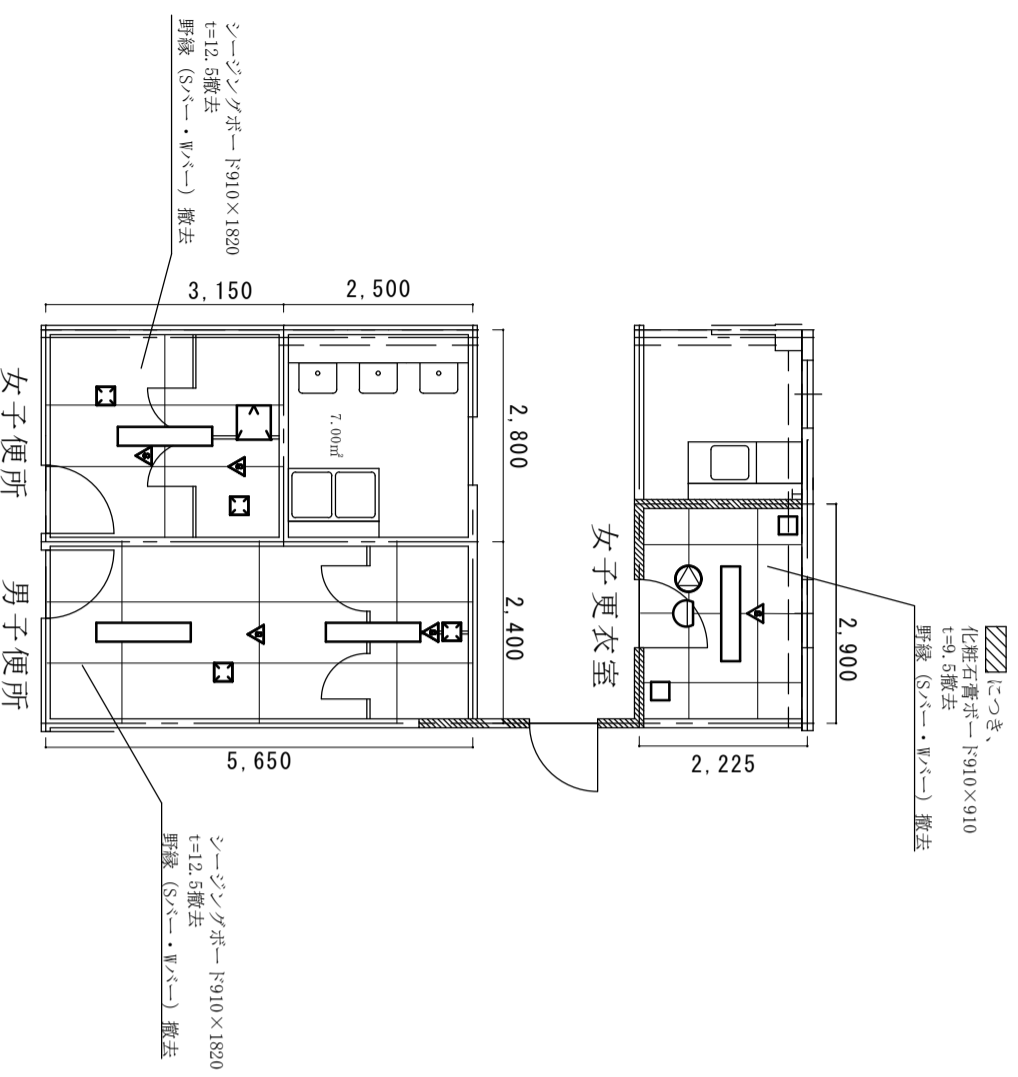 シージングボード910×1820
t=12.5撤去
野縁（Sバー・Wバー）撤去
3,150
2,500
2,800
2,400
7.00㎡
女子便所
男子便所
5,650
女子更衣室
2,900
2,225
につき、
化粧石膏ボード910×910
t=9.5撤去
野縁（Sバー・Wバー）撤去
シージングボード910×1820
t=12.5撤去
野縁（Sバー・Wバー）撤去